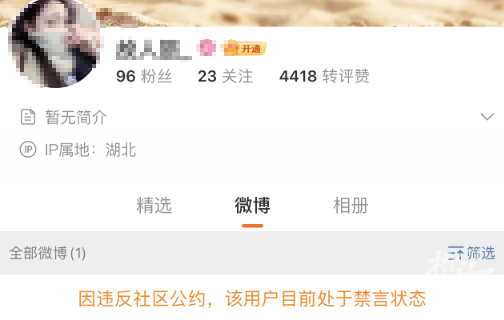 开通
96 粉丝 23 关注 4418 转评赞
暂无简介
IP IP属地：湖北
精选 微博 相册
全部微博(1) 筛选
因违反社区公约，该用户目前处于禁言状态